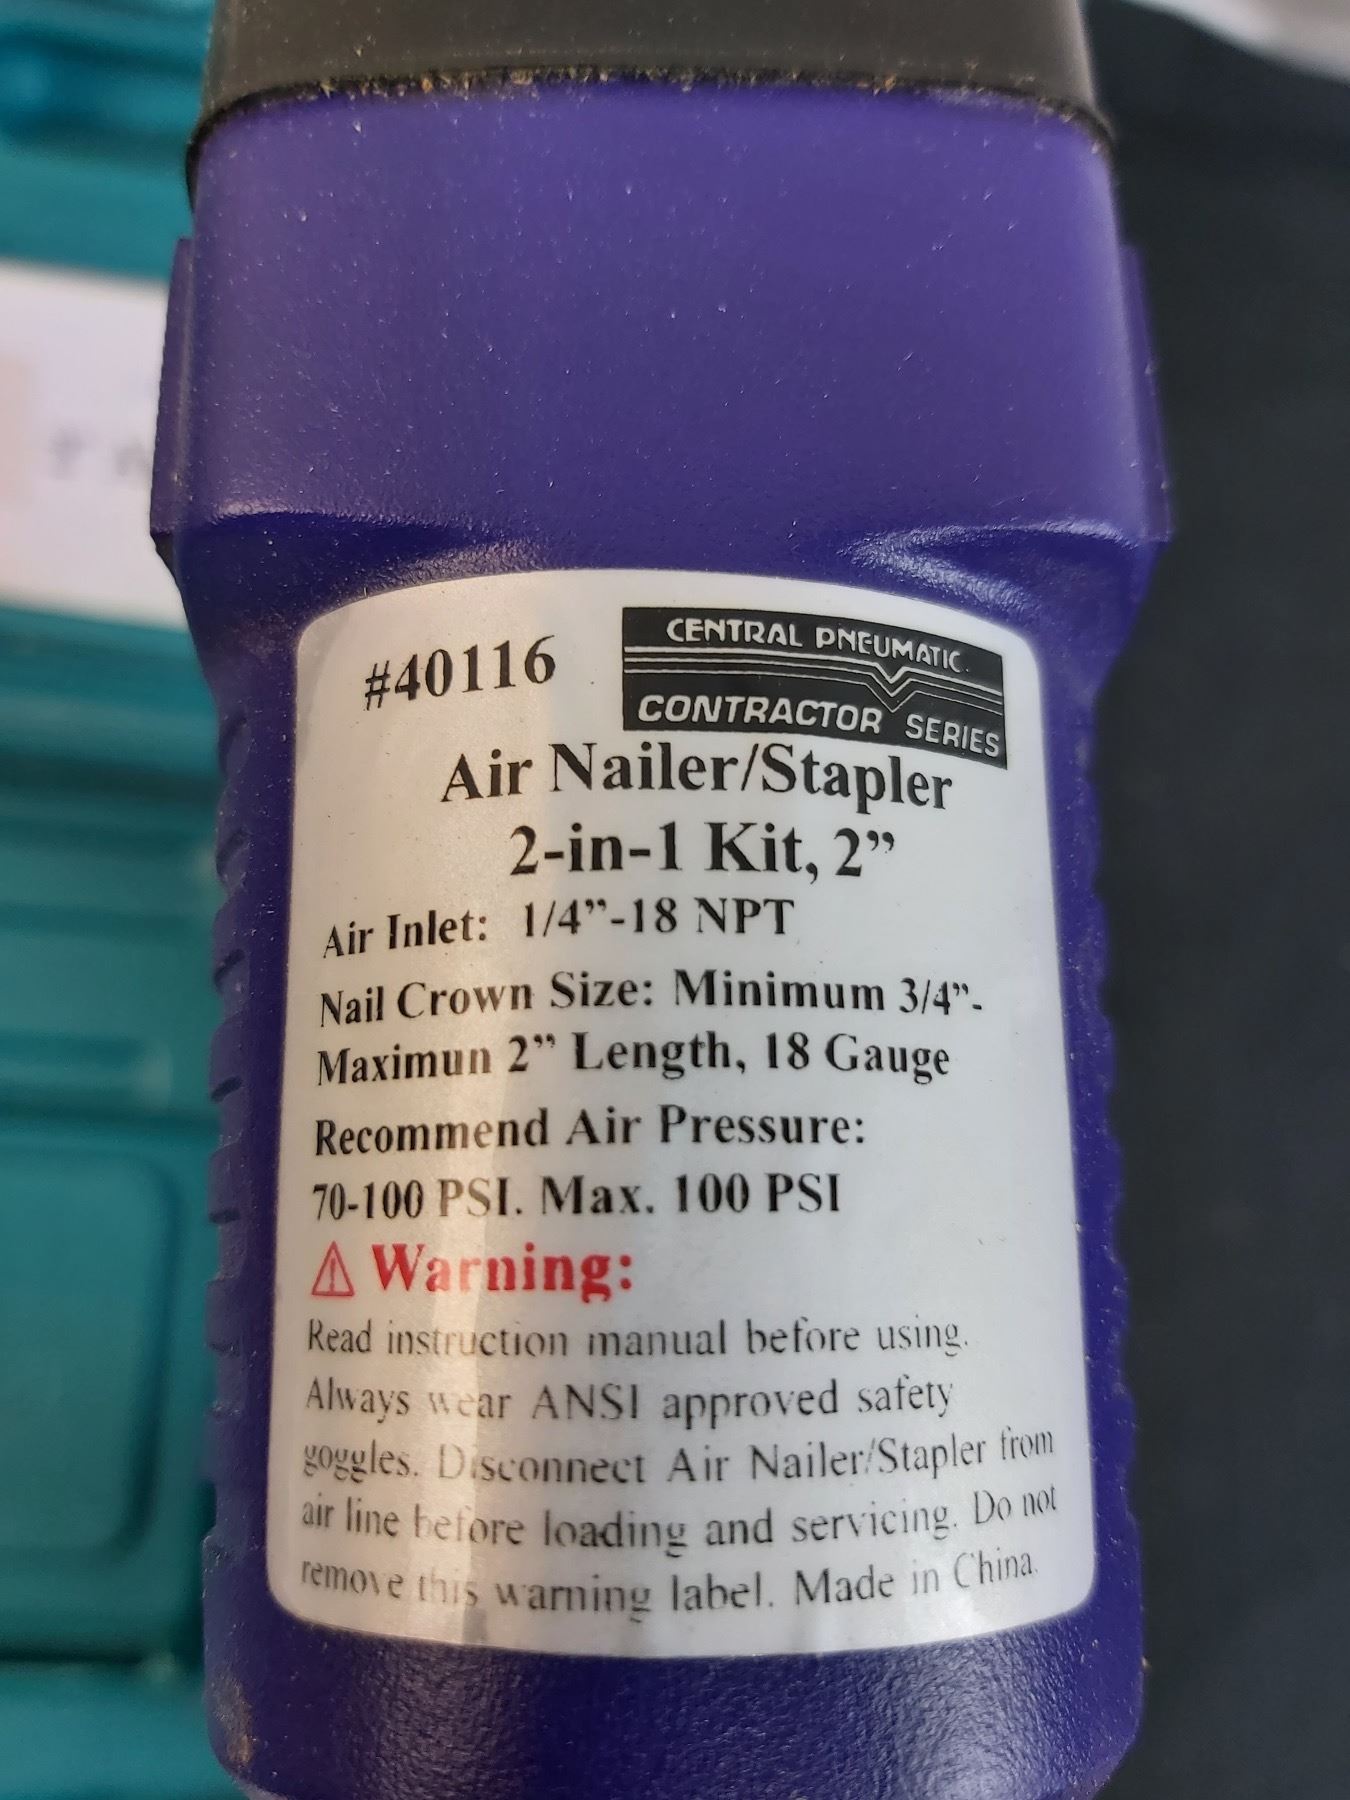 #40116
CENTRAL PNEUMATIC
CONTRACTOR SERIES
Air Nailer/Stapler
2-in-1 Kit, 2”
Air Inlet: 1/4”-18 NPT
Nail Crown Size: Minimum 3/4”-
Maximun 2” Length, 18 Gauge
Recommend Air Pressure:
70-100 PSI. Max. 100 PSI
⚠ Warning:
Read instruction manual before using.
Always wear ANSI approved safety
goggles. Disconnect Air Nailer/Stapler from
air line before loading and servicing. Do not
remove this warning label. Made in China.